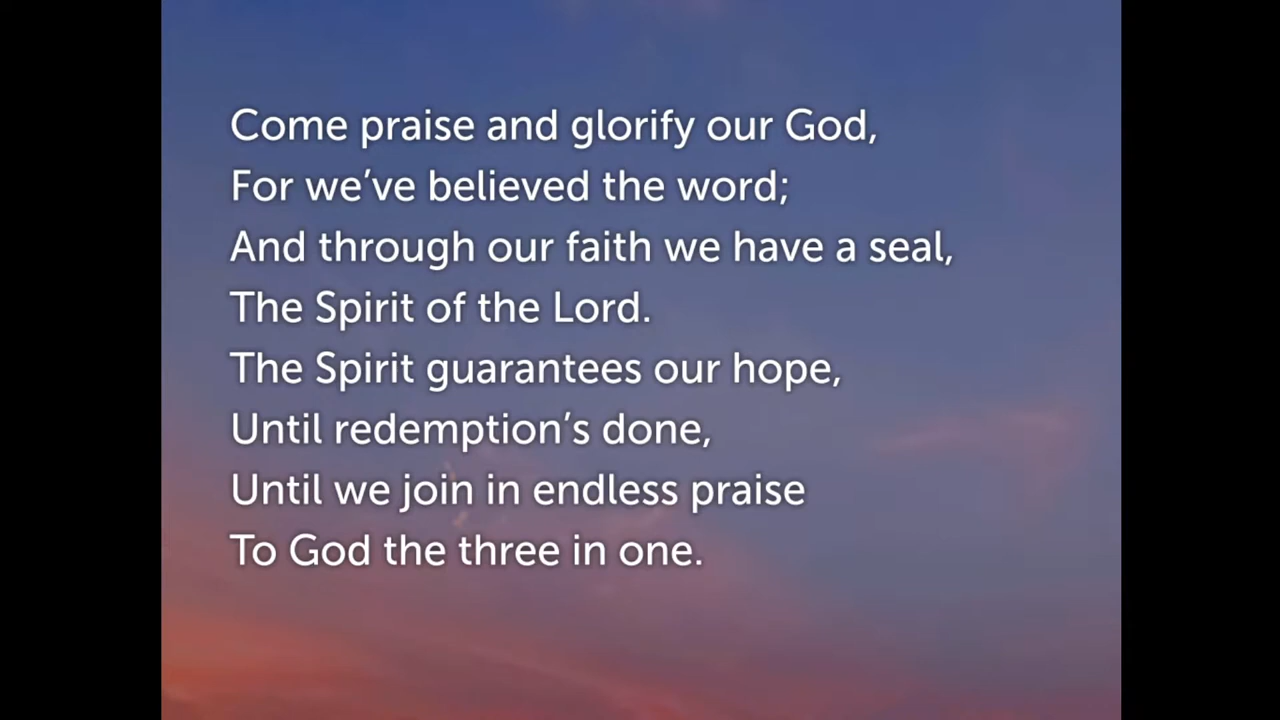 Come praise and glorify our God,
For we’ve believed the word;
And through our faith we have a seal,
The Spirit of the Lord.
The Spirit guarantees our hope,
Until redemption’s done,
Until we join in endless praise
To God the three in one.